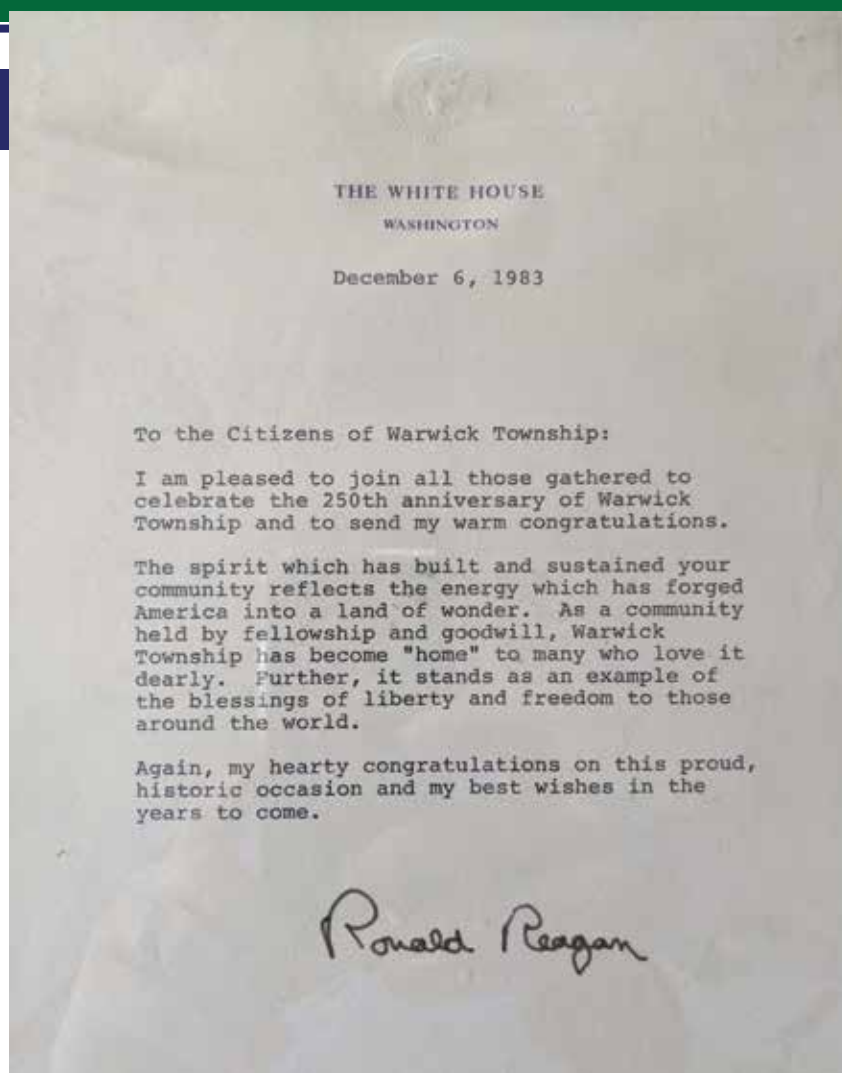 THE WHITE HOUSE
WASHINGTON
December 6, 1983
To the Citizens of Warwick Township:
I am pleased to join all those gathered to
celebrate the 250th anniversary of Warwick
Township and to send my warm congratulations.
The spirit which has built and sustained your
community reflects the energy which has forged
America into a land of wonder.  As a community
held by fellowship and goodwill, Warwick
Township has become "home" to many who love it
dearly.  Further, it stands as an example of
the blessings of liberty and freedom to those
around the world.
Again, my hearty congratulations on this proud,
historic occasion and my best wishes in the
years to come.
Ronald Reagan